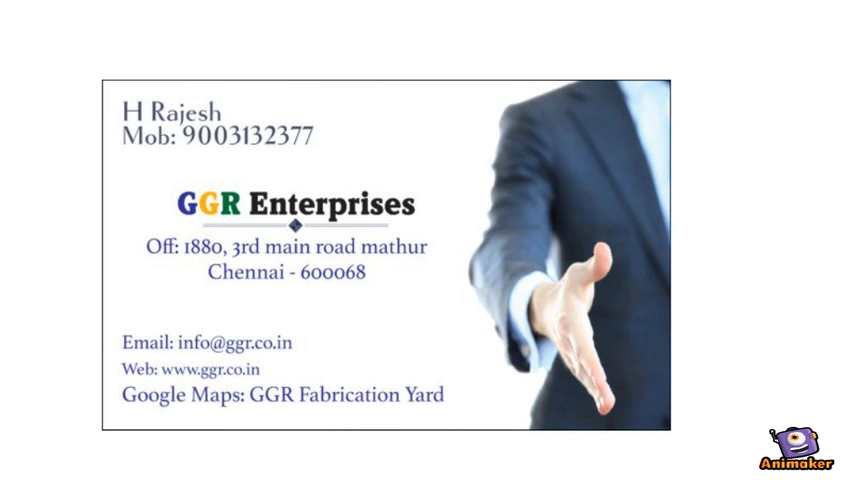 H Rajesh
Mob: 9003132377
GGR Enterprises
Off: 1880, 3rd main road mathur
Chennai - 600068
Email: info@ggr.co.in
Web: www.ggr.co.in
Google Maps: GGR Fabrication Yard
Animaker